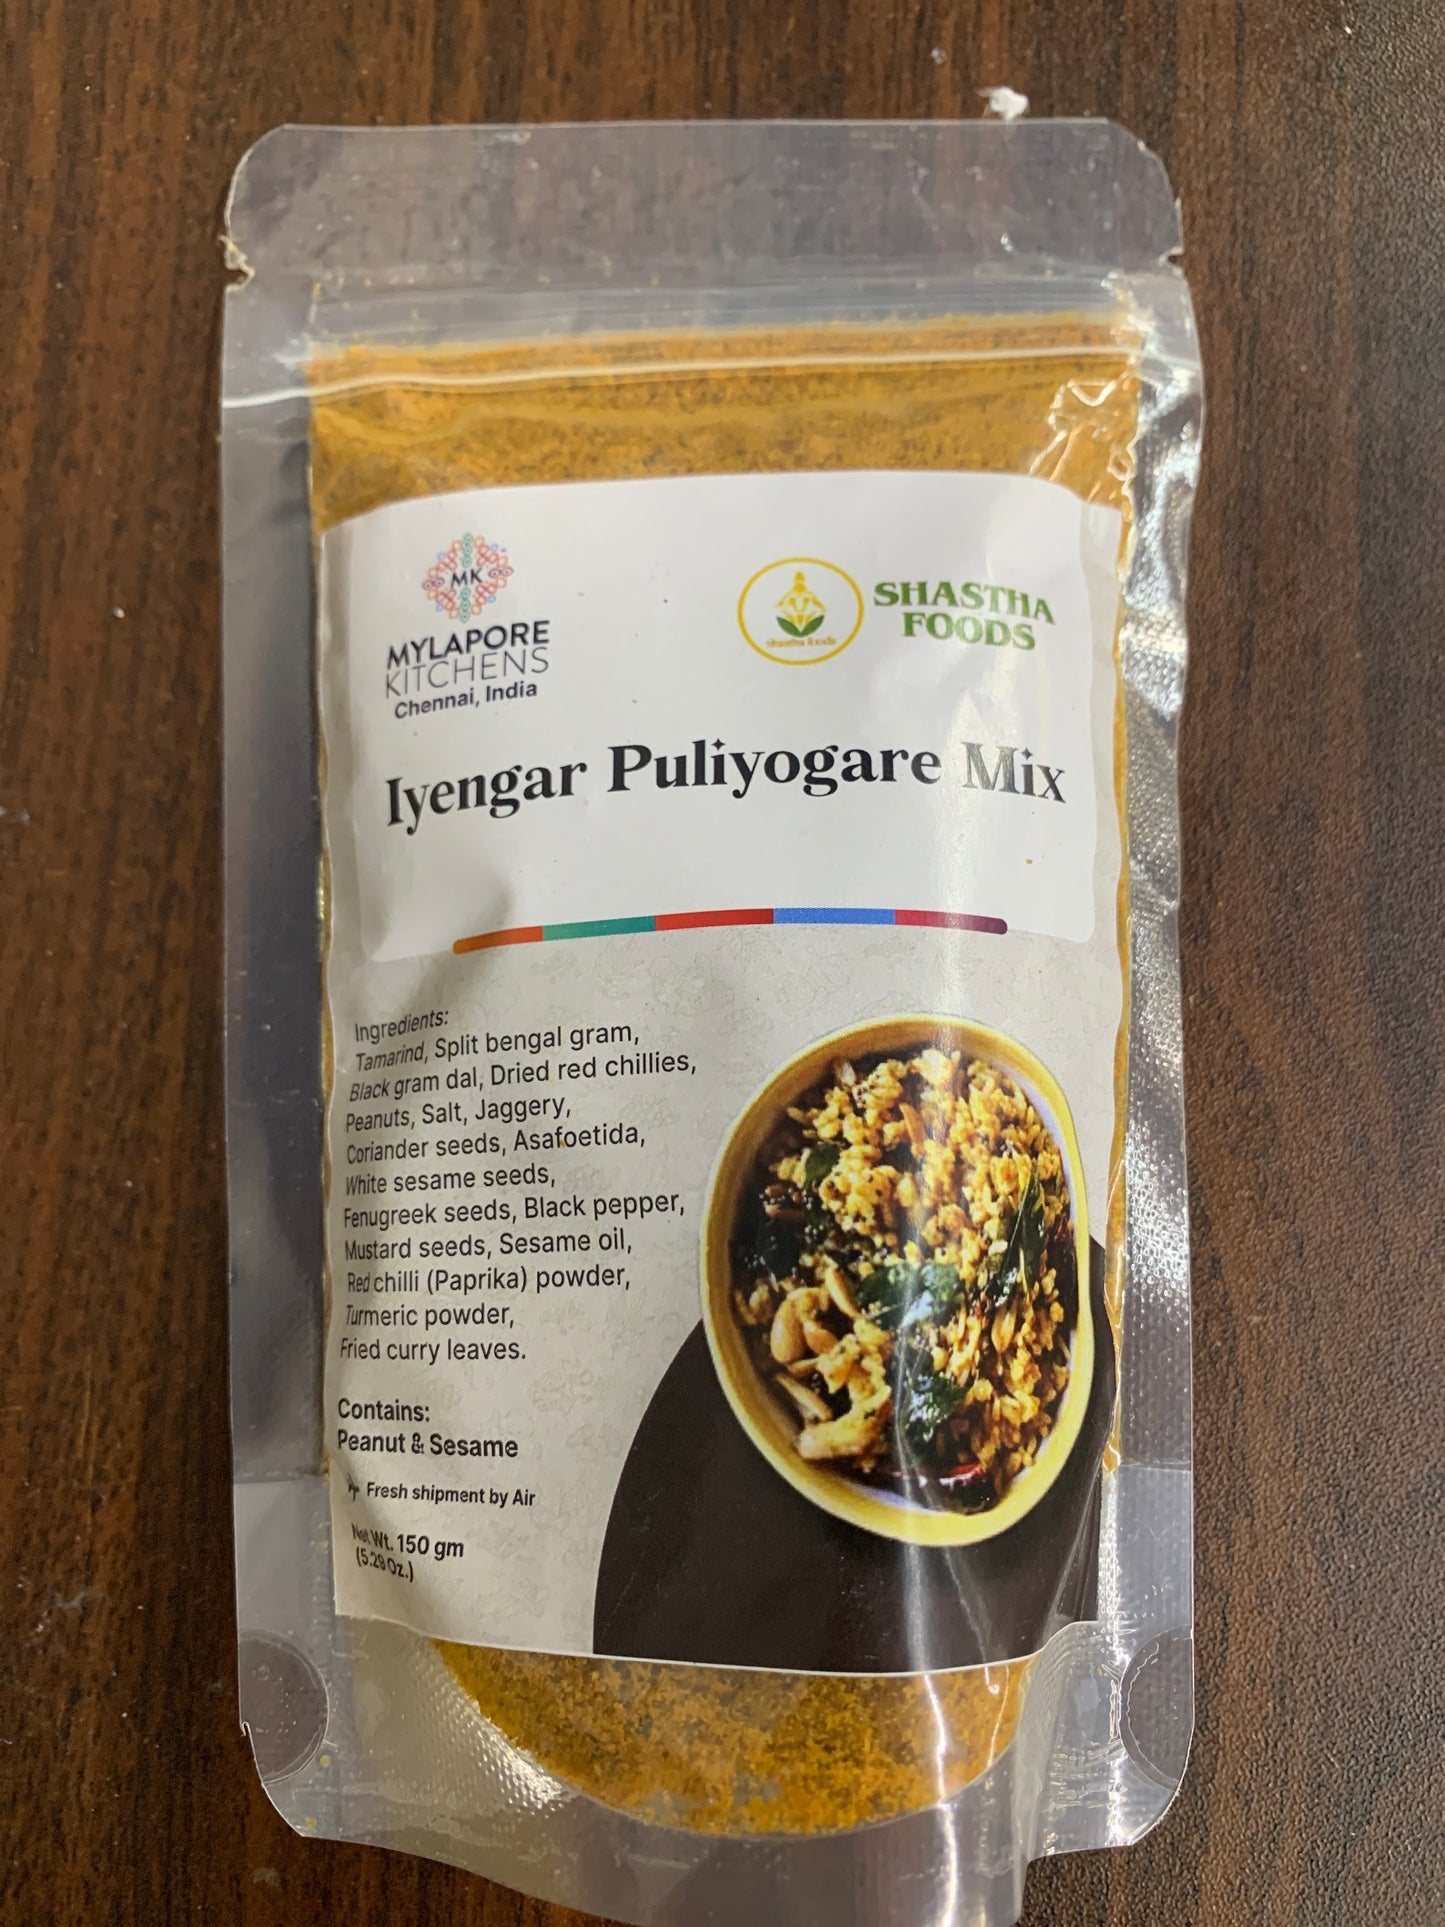 MK
MYLAPORE
KITCHENS
Chennai, India
shastha foods
SHASTHA
FOODS
Iyengar Puliyogare Mix
Ingredients:
Tamarind, Split bengal gram,
Black gram dal, Dried red chillies,
Peanuts, Salt, Jaggery,
Coriander seeds, Asafoetida,
White sesame seeds,
Fenugreek seeds, Black pepper,
Mustard seeds, Sesame oil,
Red chilli (Paprika) powder,
Turmeric powder,
Fried curry leaves.
Contains:
Peanut & Sesame
Fresh shipment by Air
Net Wt. 150 gm
(5.29 Oz.)